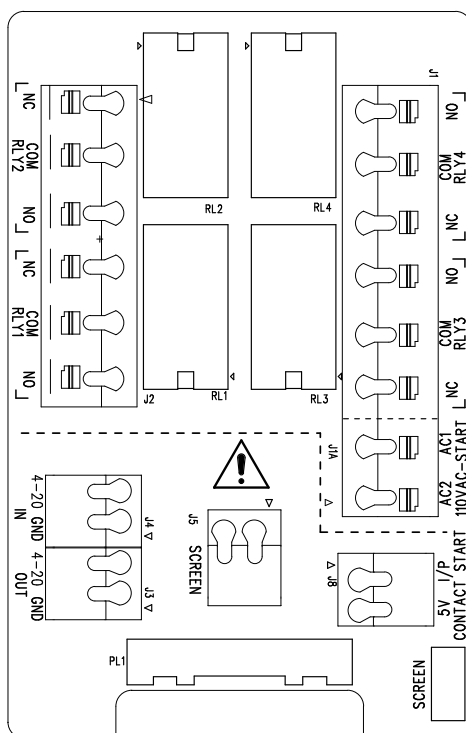 J1
NC
COM
RLY2
NO
NC
COM
RLY1
NO
RL2
RL4
J2
RL1
RL3
NO
COM
RLY4
NC
NO
COM
RLY3
NC
J1A
AC1
AC2
110VAC-START
4-20 GND
IN
J4
4-20 GND
OUT
J3
J5
SCREEN
J8
5V I/P
CONTACT START
PL1
SCREEN